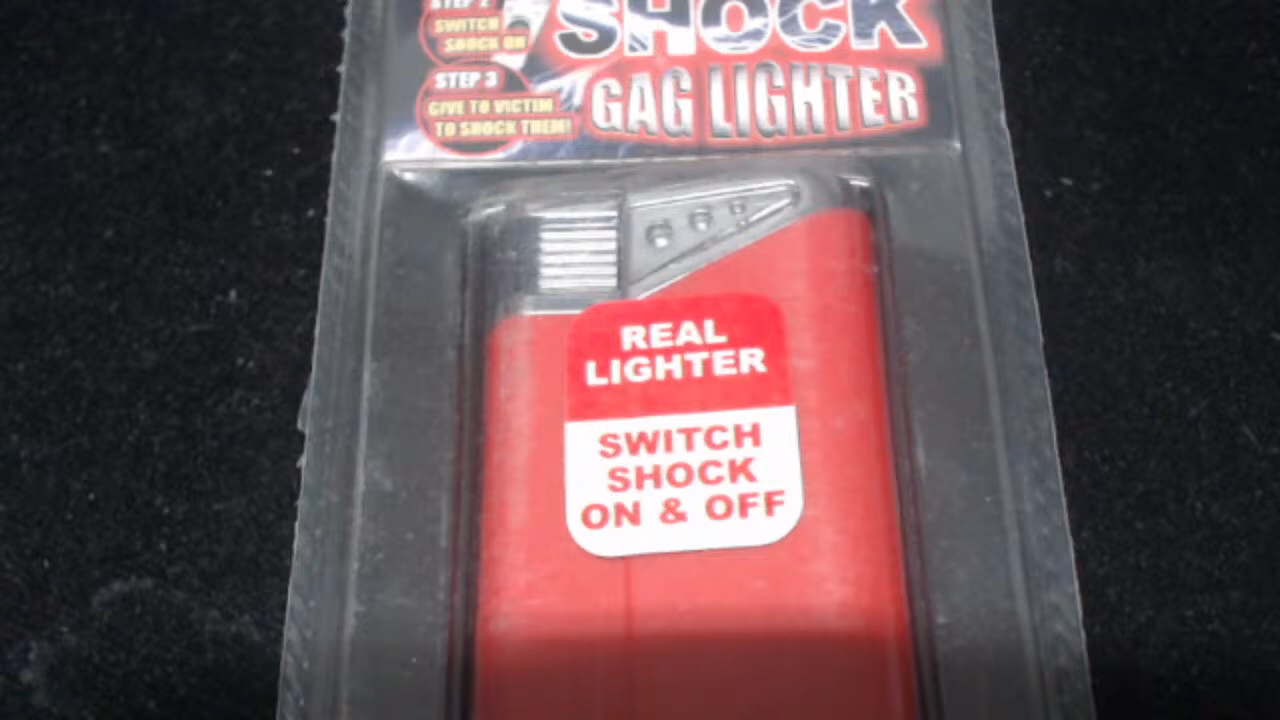 STEP 2
SWITCH
SHOCK ON
STEP 3
GIVE TO VICTIM
TO SHOCK THEM!
SHOCK
GAG LIGHTER
REAL
LIGHTER
SWITCH
SHOCK
ON & OFF